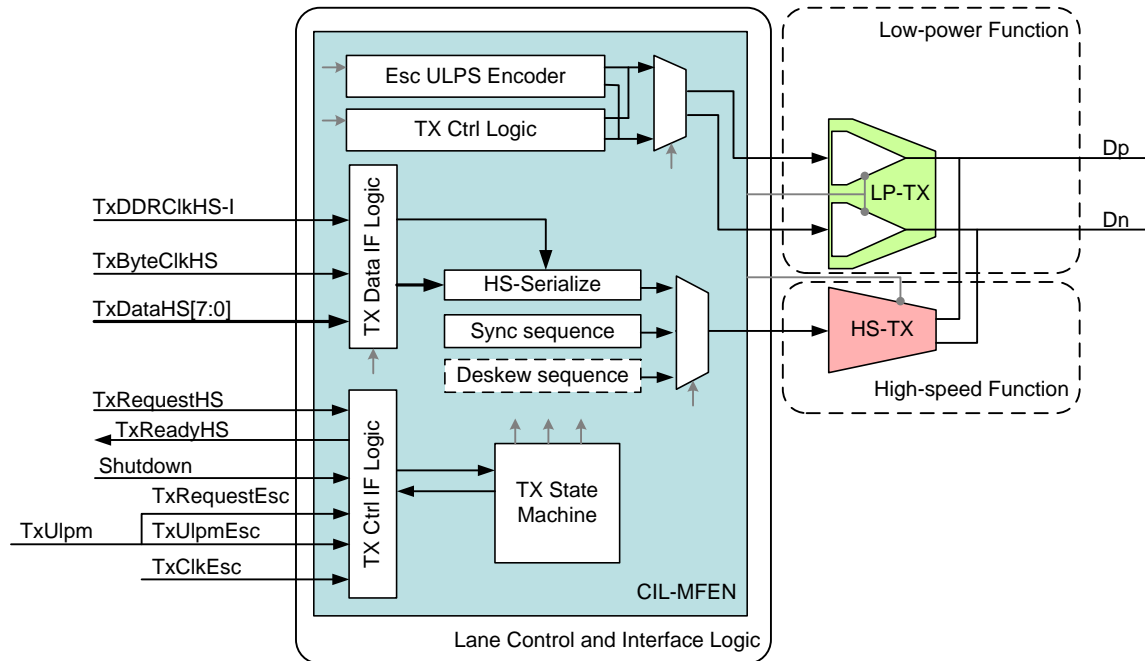 Low-power Function
Esc ULPS Encoder
TX Ctrl Logic
Dp
LP-TX
Dn
TxDDRClkHS-I
TxByteClkHS
TxDataHS[7:0]
TX Data IF Logic
HS-Serialize
Sync sequence
Deskew sequence
HS-TX
High-speed Function
TxRequestHS
TxReadyHS
Shutdown
TxRequestEsc
TxUlpm
TxUlpmEsc
TxClkEsc
TX Ctrl IF Logic
TX State
Machine
CIL-MFEN
Lane Control and Interface Logic